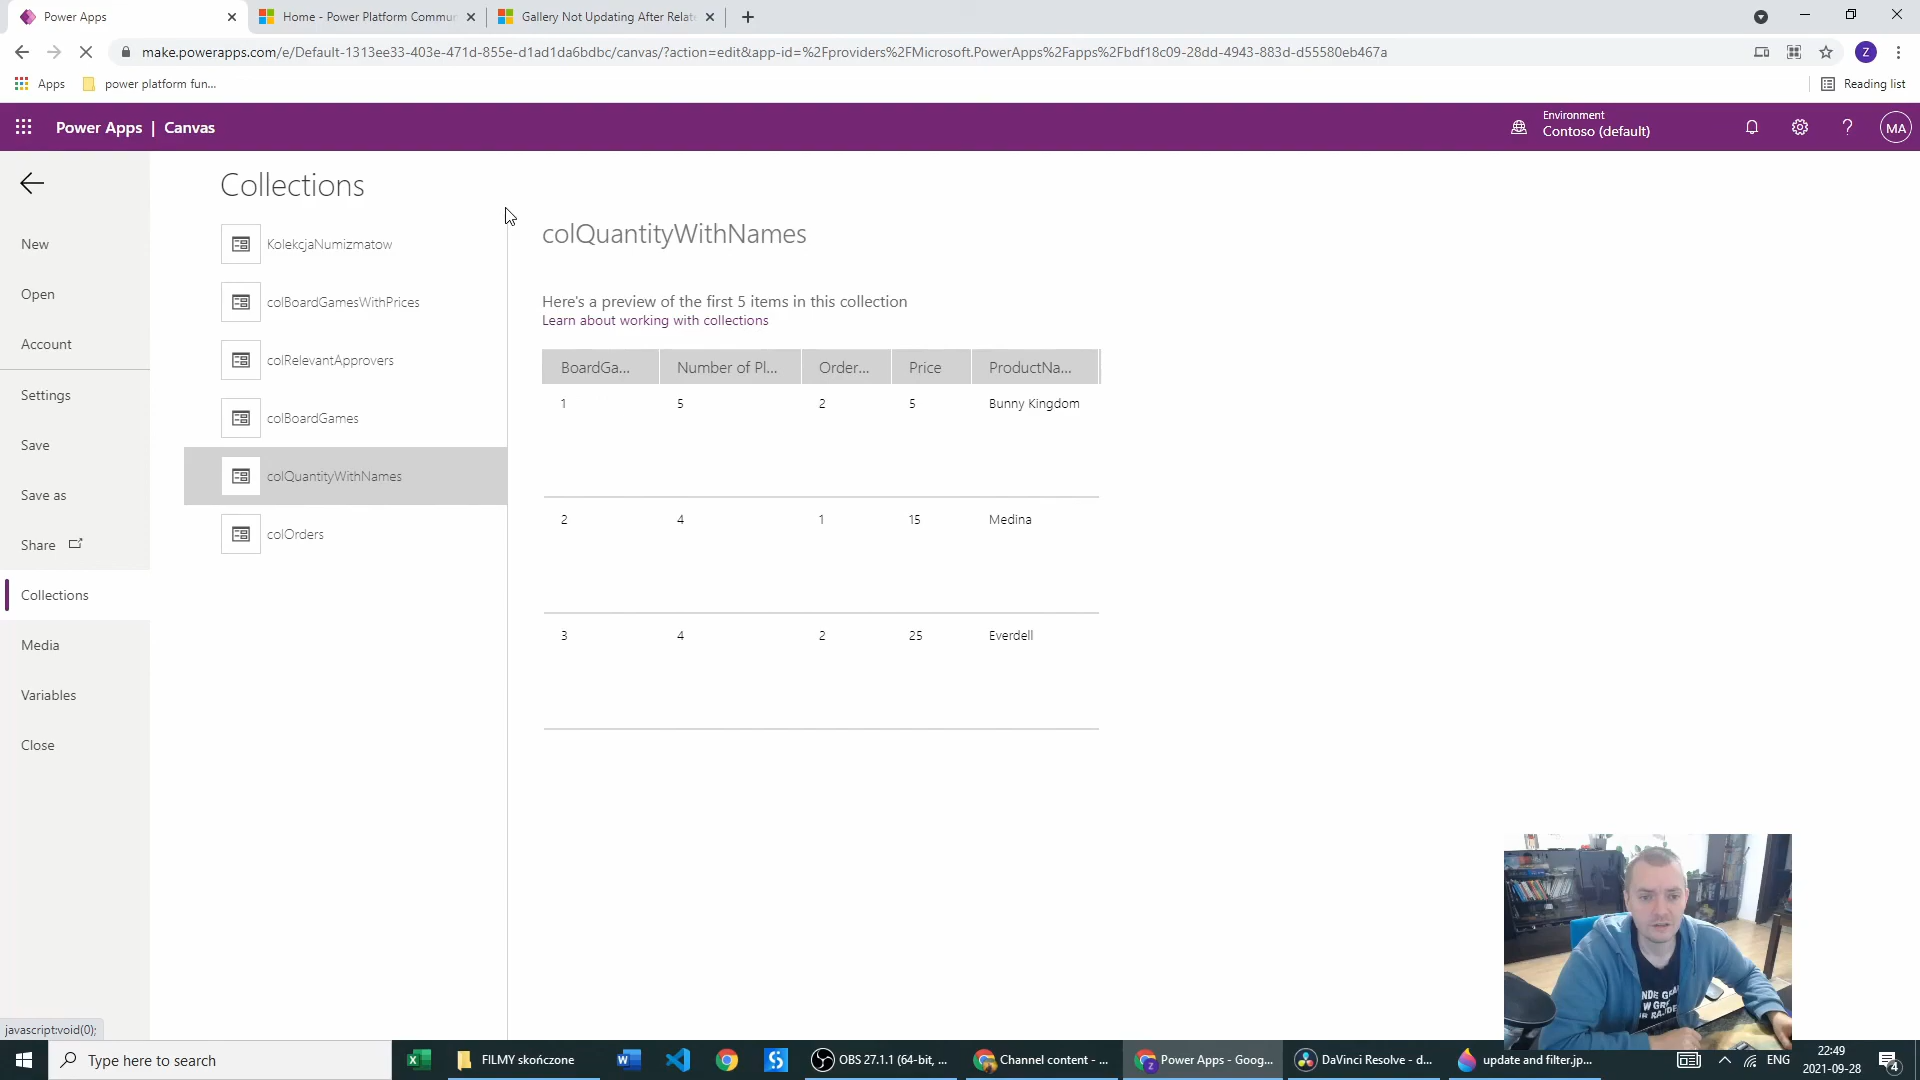 Power Apps
Home - Power Platform Commu
Gallery Not Updating After Relat
make.powerapps.com/e/Default-1313ee33-403e-471d-855e-d1ad1da6bdbc/canvas/?action=edit&app-id=%2Fproviders%2FMicrosoft.PowerApps%2Fapps%2Fbdf18c09-28dd-4943-883d-d55580eb467a
Z
Apps
power platform fun...
Reading list
Power Apps | Canvas
Environment
Contoso (default)
?
MA
New
Open
Account
Settings
Save
Save as
Share
Collections
Media
Variables
Close
Collections
KolekcjaNumizmatow
colBoardGamesWithPrices
colRelevantApprovers
colBoardGames
colQuantityWithNames
colOrders
colQuantityWithNames
Here's a preview of the first 5 items in this collection
Learn about working with collections
BoardGa... Number of Pl... Order... Price ProductNa...
1 5 2 5 Bunny Kingdom
2 4 1 15 Medina
3 4 2 25 Everdell
javascript:void(0);
Type here to search
FILMY skończone
OBS 27.1.1 (64-bit, ...
Channel content - ...
Power Apps - Goog...
DaVinci Resolve - d...
update and filter.jp...
ENG
22:49
2021-09-28
4